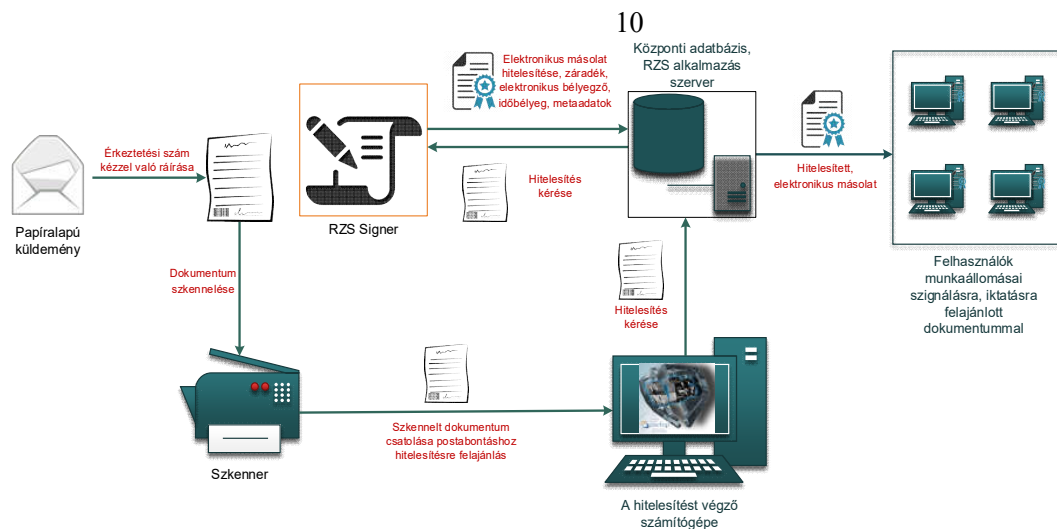 10
Központi adatbázis,
RZS alkalmazás
szerver
Elektronikus másolat
hitelesítése, záradék,
elektronikus bélyegző,
időbélyeg, metaadatok
Érkeztetési szám
kézzel való ráírása
Hitelesítés
kérése
Hitelesített,
elektronikus másolat
Papíralapú
küldemény
RZS Signer
Felhasználók
munkaállomásai
szignálásra, iktatásra
felajánlott
dokumentummal
Dokumentum
szkennelése
Hitelesítés
kérése
Szkennelt dokumentum
csatolása postabontáshoz
hitelesítésre felajánlás
Szkenner
A hitelesítést végző
számítógépe